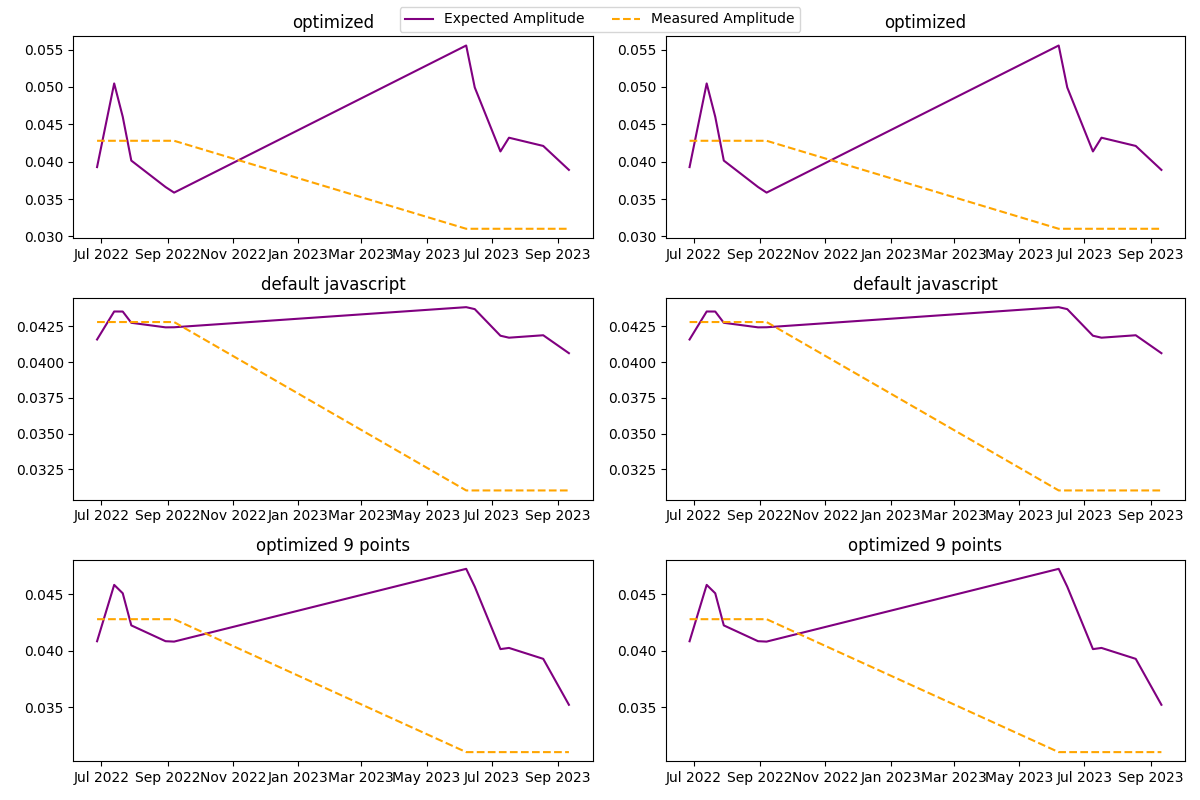 Expected Amplitude Measured Amplitude
optimized optimized
0.055 0.055
0.050 0.050
0.045 0.045
0.040 0.040
0.035 0.035
0.030 0.030
Jul 2022 Sep 2022 Nov 2022 Jan 2023 Mar 2023 May 2023 Jul 2023 Sep 2023 Jul 2022 Sep 2022 Nov 2022 Jan 2023 Mar 2023 May 2023 Jul 2023 Sep 2023
default javascript default javascript
0.0425 0.0425
0.0400 0.0400
0.0375 0.0375
0.0350 0.0350
0.0325 0.0325
Jul 2022 Sep 2022 Nov 2022 Jan 2023 Mar 2023 May 2023 Jul 2023 Sep 2023 Jul 2022 Sep 2022 Nov 2022 Jan 2023 Mar 2023 May 2023 Jul 2023 Sep 2023
optimized 9 points optimized 9 points
0.045 0.045
0.040 0.040
0.035 0.035
Jul 2022 Sep 2022 Nov 2022 Jan 2023 Mar 2023 May 2023 Jul 2023 Sep 2023 Jul 2022 Sep 2022 Nov 2022 Jan 2023 Mar 2023 May 2023 Jul 2023 Sep 2023